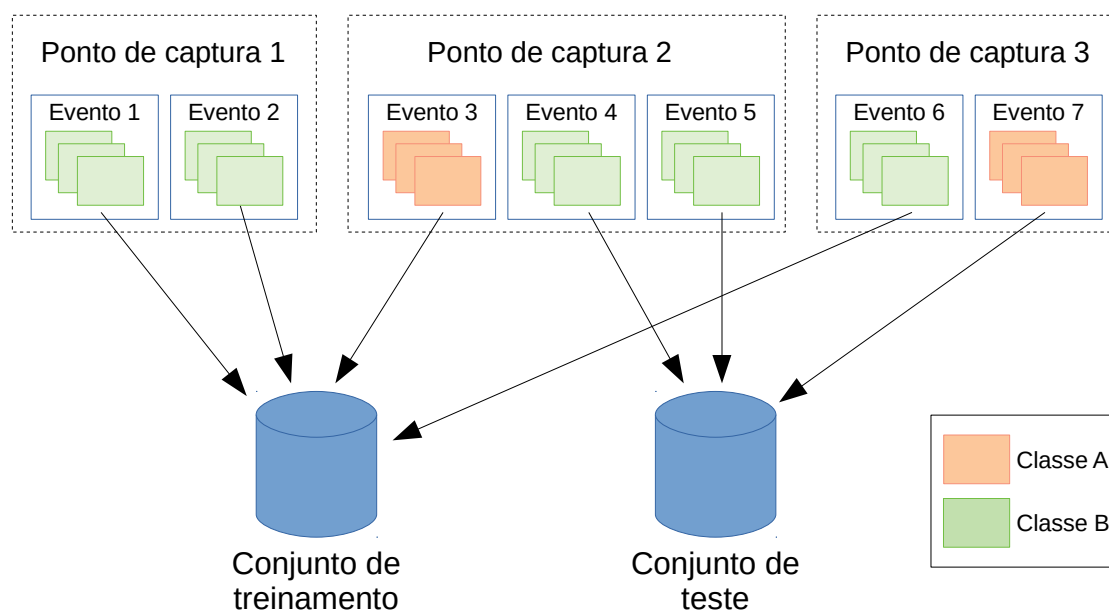 Ponto de captura 1
Ponto de captura 2
Ponto de captura 3
Evento 1
Evento 2
Evento 3
Evento 4
Evento 5
Evento 6
Evento 7
Classe A
Classe B
Conjunto de
treinamento
Conjunto de
teste